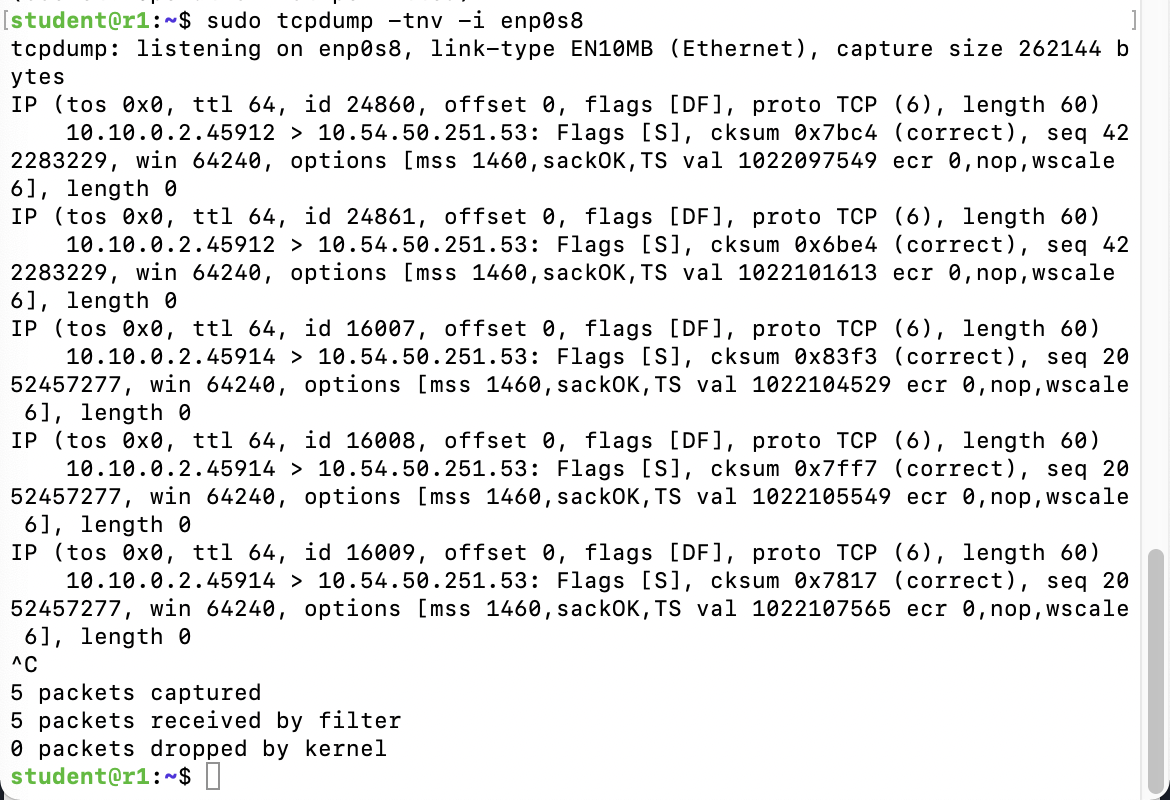 [student@r1:~$ sudo tcpdump -tnv -i enp0s8 ]
tcpdump: listening on enp0s8, link-type EN10MB (Ethernet), capture size 262144 b
ytes
IP (tos 0x0, ttl 64, id 24860, offset 0, flags [DF], proto TCP (6), length 60)
    10.10.0.2.45912 > 10.54.50.251.53: Flags [S], cksum 0x7bc4 (correct), seq 42
2283229, win 64240, options [mss 1460,sackOK,TS val 1022097549 ecr 0,nop,wscale
6], length 0
IP (tos 0x0, ttl 64, id 24861, offset 0, flags [DF], proto TCP (6), length 60)
    10.10.0.2.45912 > 10.54.50.251.53: Flags [S], cksum 0x6be4 (correct), seq 42
2283229, win 64240, options [mss 1460,sackOK,TS val 1022101613 ecr 0,nop,wscale
6], length 0
IP (tos 0x0, ttl 64, id 16007, offset 0, flags [DF], proto TCP (6), length 60)
    10.10.0.2.45914 > 10.54.50.251.53: Flags [S], cksum 0x83f3 (correct), seq 20
52457277, win 64240, options [mss 1460,sackOK,TS val 1022104529 ecr 0,nop,wscale
 6], length 0
IP (tos 0x0, ttl 64, id 16008, offset 0, flags [DF], proto TCP (6), length 60)
    10.10.0.2.45914 > 10.54.50.251.53: Flags [S], cksum 0x7ff7 (correct), seq 20
52457277, win 64240, options [mss 1460,sackOK,TS val 1022105549 ecr 0,nop,wscale
 6], length 0
IP (tos 0x0, ttl 64, id 16009, offset 0, flags [DF], proto TCP (6), length 60)
    10.10.0.2.45914 > 10.54.50.251.53: Flags [S], cksum 0x7817 (correct), seq 20
52457277, win 64240, options [mss 1460,sackOK,TS val 1022107565 ecr 0,nop,wscale
 6], length 0
^C
5 packets captured
5 packets received by filter
0 packets dropped by kernel
student@r1:~$